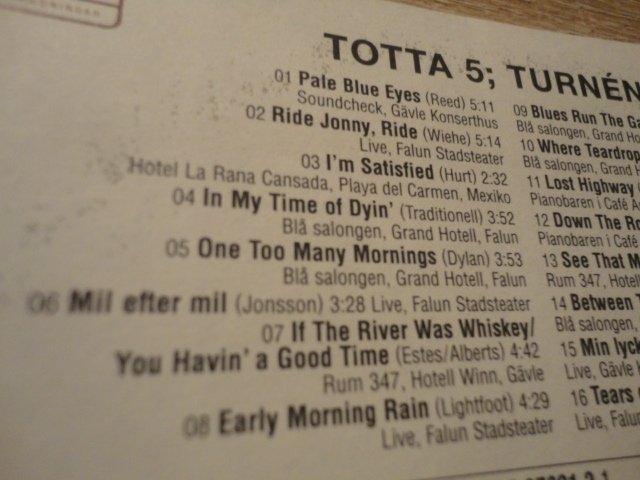 TOTTA 5; TURNÉN
01 Pale Blue Eyes (Reed) 5:11
Soundcheck, Gävle Konserthus
02 Ride Jonny, Ride (Wiehe) 5:14
Live, Falun Stadsteater
03 I'm Satisfied (Hurt) 2:32
Hotel La Rana Cansada, Playa del Carmen, Mexiko
04 In My Time of Dyin' (Traditionell) 3:52
Blå salongen, Grand Hotell, Falun
05 One Too Many Mornings (Dylan) 3:53
Blå salongen, Grand Hotell, Falun
06 Mil efter mil (Jonsson) 3:28 Live, Falun Stadsteater
07 If The River Was Whiskey/
You Havin' a Good Time (Estes/Alberts) 4:42
Rum 347, Hotell Winn, Gävle
08 Early Morning Rain (Lightfoot) 4:29
Live, Falun Stadsteater
09 Blues Run The
Blå salongen, Grand
10 Where
Blå salongen, Grand
11 Lost Highway
Pianobaren i Café
12 Down The
Pianobaren i Café
13 See That
Rum 347,
14 Between
Blå salongen,
15 Min
Live, Gävle
16 Tears
Live, Falun